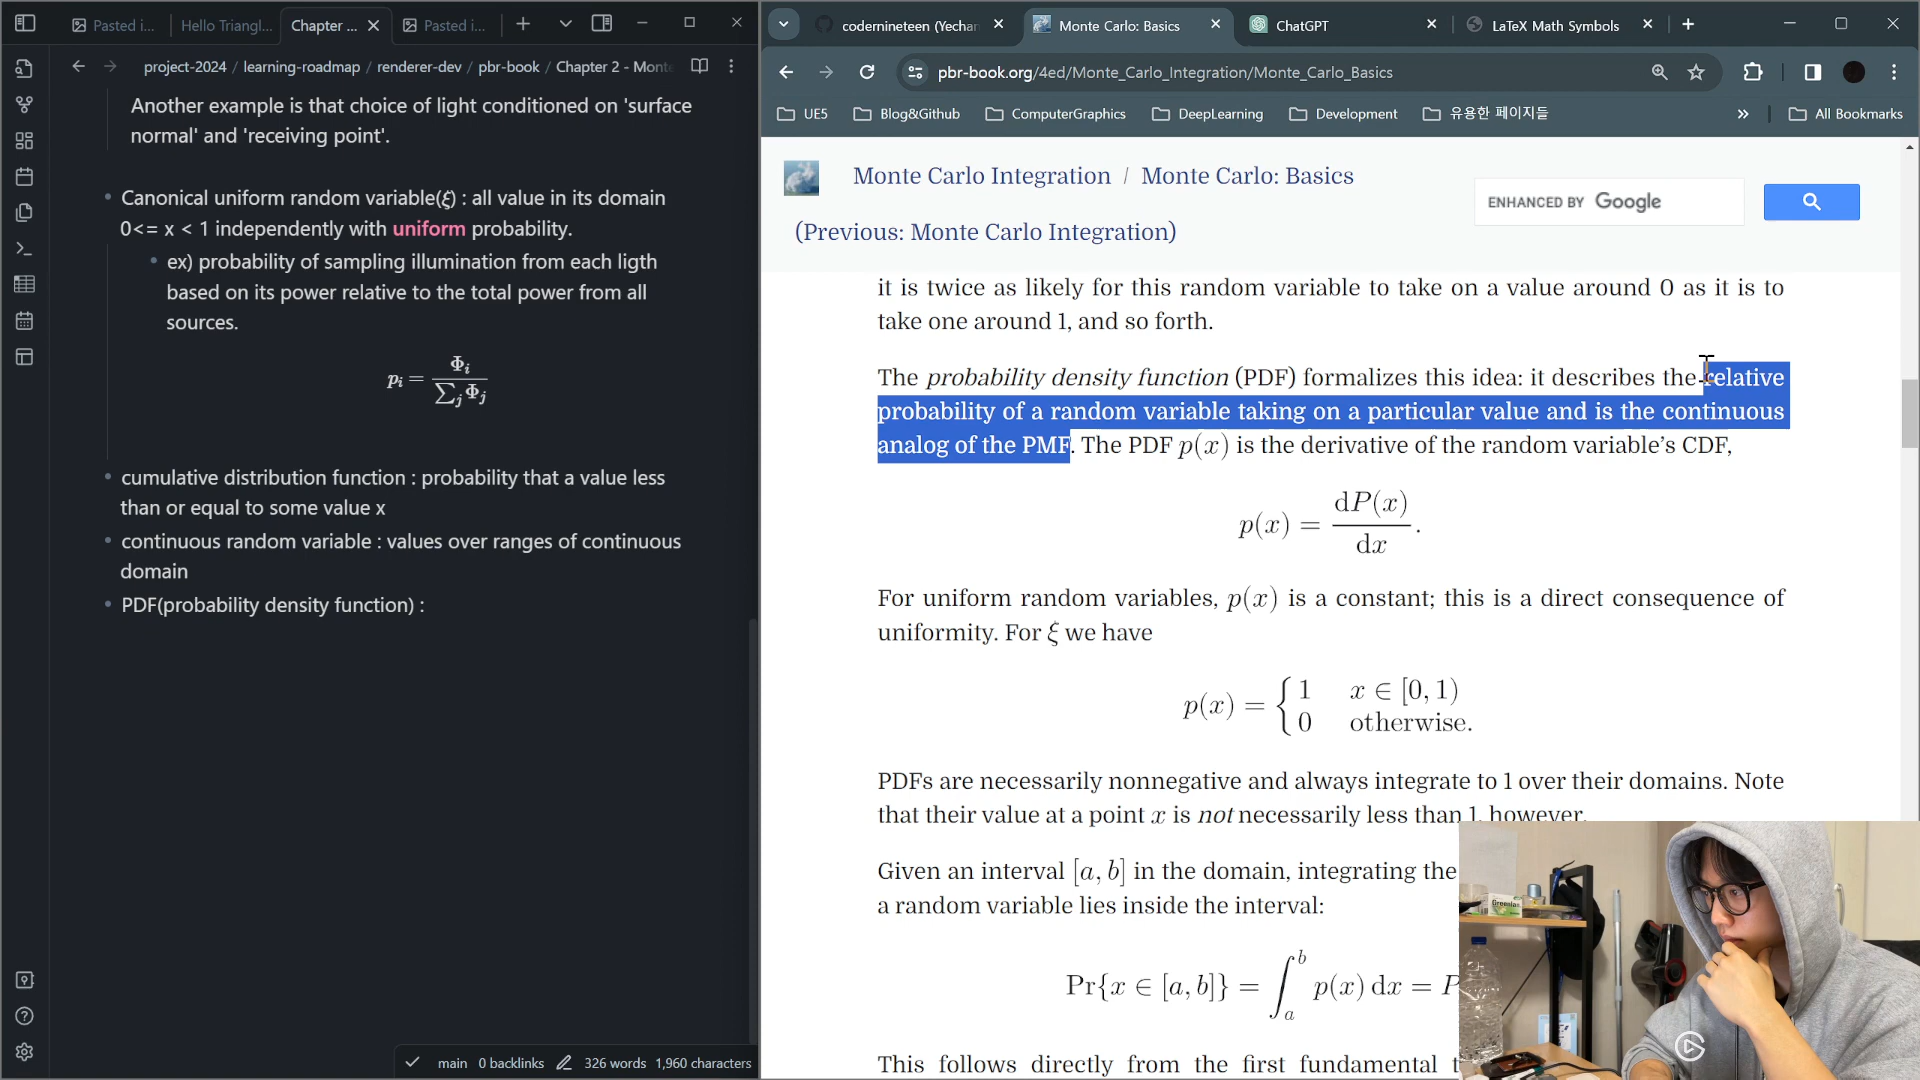 Pasted i...
Hello Triangl...
Chapter ...
Pasted i...
project-2024 / learning-roadmap / renderer-dev / pbr-book / Chapter 2 - Monte
Another example is that choice of light conditioned on 'surface
normal' and 'receiving point'.
Canonical uniform random variable(ξ) : all value in its domain
0<= x < 1 independently with uniform probability.
ex) probability of sampling illumination from each ligth
based on its power relative to the total power from all
sources.
p_i = Φ_i / ∑_j Φ_j
cumulative distribution function : probability that a value less
than or equal to some value x
continuous random variable : values over ranges of continuous
domain
PDF(probability density function) :
main 0 backlinks 326 words 1,960 characters
codernineteen (Yechan
Monte Carlo: Basics
ChatGPT
LaTeX Math Symbols
pbr-book.org/4ed/Monte_Carlo_Integration/Monte_Carlo_Basics
UE5 Blog&Github ComputerGraphics DeepLearning Development 유용한 페이지들 » All Bookmarks
Monte Carlo Integration / Monte Carlo: Basics
ENHANCED BY Google
(Previous: Monte Carlo Integration)
it is twice as likely for this random variable to take on a value around 0 as it is to
take one around 1, and so forth.
The probability density function (PDF) formalizes this idea: it describes the relative
probability of a random variable taking on a particular value and is the continuous
analog of the PMF. The PDF p(x) is the derivative of the random variable's CDF,
p(x) = dP(x) / dx .
For uniform random variables, p(x) is a constant; this is a direct consequence of
uniformity. For ξ we have
p(x) = { 1 x ∈ [0, 1)
0 otherwise.
PDFs are necessarily nonnegative and always integrate to 1 over their domains. Note
that their value at a point x is not necessarily less than 1, however.
Given an interval [a, b] in the domain, integrating the
a random variable lies inside the interval:
Pr{x ∈ [a, b]} = ∫_a^b p(x) dx = P
This follows directly from the first fundamental t